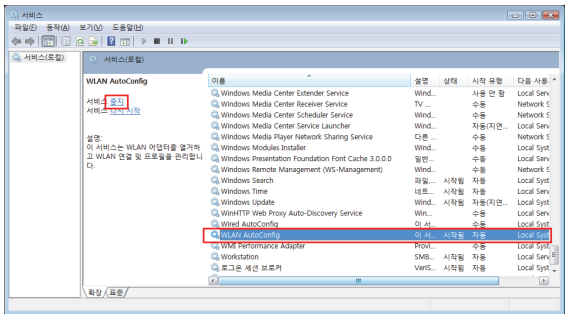 서비스
파일(F) 동작(A) 보기(V) 도움말(H)
서비스(로컬)
서비스(로컬)
WLAN AutoConfig
서비스 중지
서비스 다시 시작
설명:
이 서비스는 WLAN 어댑터를 열거하
고 WLAN 연결 및 프로필을 관리합니
다.
이름 설명 상태 시작 유형 다음 사용
Windows Media Center Extender Service Wind... 사용 안 함 Local Serv
Windows Media Center Receiver Service TV ... 수동 Network S
Windows Media Center Scheduler Service Wind... 수동 Network S
Windows Media Center Service Launcher Wind... 자동(지연... Local Serv
Windows Media Player Network Sharing Service 다른 ... 수동 Network S
Windows Modules Installer Wind... 수동 Local Syst
Windows Presentation Foundation Font Cache 3.0.0.0 일반... 수동 Local Serv
Windows Remote Management (WS-Management) Wind... 수동 Network S
Windows Search 파일,... 시작됨 자동 Local Syst
Windows Time 네트... 시작됨 자동 Local Serv
Windows Update Wind... 시작됨 자동(지연... Local Syst
WinHTTP Web Proxy Auto-Discovery Service Win... 수동 Local Serv
Wired AutoConfig 이 서... 수동 Local Syst
WLAN AutoConfig 이 서... 시작됨 자동 Local Syst
WMI Performance Adapter Provi... 수동 Local Syst
Workstation SMB... 시작됨 자동 Local Serv
로그온 세션 브로커 VeriS... 시작됨 자동 Local Syst
확장 표준